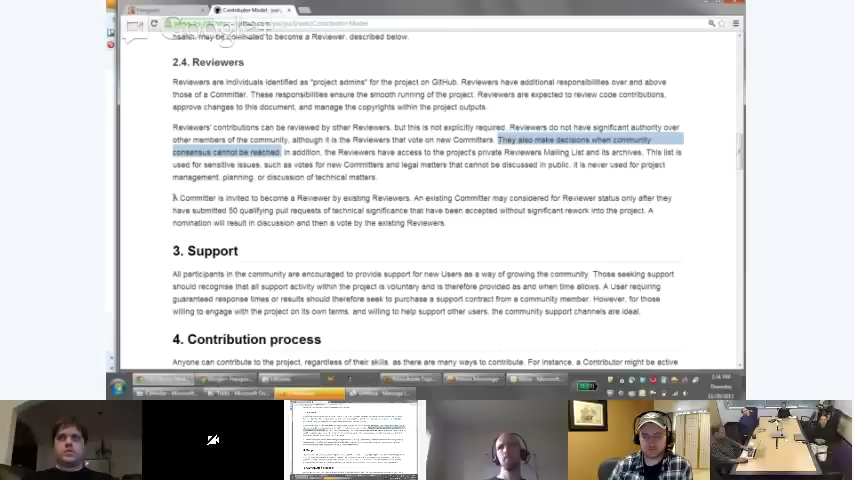 Contributor Model
health, may be nominated to become a Reviewer, described below.
2.4. Reviewers
Reviewers are individuals identified as "project admins" for the project on GitHub. Reviewers have additional responsibilities over and above
those of a Committer. These responsibilities ensure the smooth running of the project. Reviewers are expected to review code contributions,
approve changes to this document, and manage the copyrights within the project outputs.
Reviewers' contributions can be reviewed by other Reviewers, but this is not explicitly required. Reviewers do not have significant authority over
other members of the community, although it is the Reviewers that vote on new Committers. They also make decisions when community
consensus cannot be reached. In addition, the Reviewers have access to the project's private Reviewers Mailing List and its archives. This list is
used for sensitive issues, such as votes for new Committers and legal matters that cannot be discussed in public. It is never used for project
management, planning, or discussion of technical matters.
A Committer is invited to become a Reviewer by existing Reviewers. An existing Committer may considered for Reviewer status only after they
have submitted 50 qualifying pull requests of technical significance that have been accepted without significant rework into the project. A
nomination will result in discussion and then a vote by the existing Reviewers.
3. Support
All participants in the community are encouraged to provide support for new Users as a way of growing the community. Those seeking support
should recognise that all support activity within the project is voluntary and is therefore provided as and when time allows. A User requiring
guaranteed response times or results should therefore seek to purchase a support contract from a community member. However, for those
willing to engage with the project on its own terms, and willing to help support other users, the community support channels are ideal.
4. Contribution process
Anyone can contribute to the project, regardless of their skills, as there are many ways to contribute. For instance, a Contributor might be active